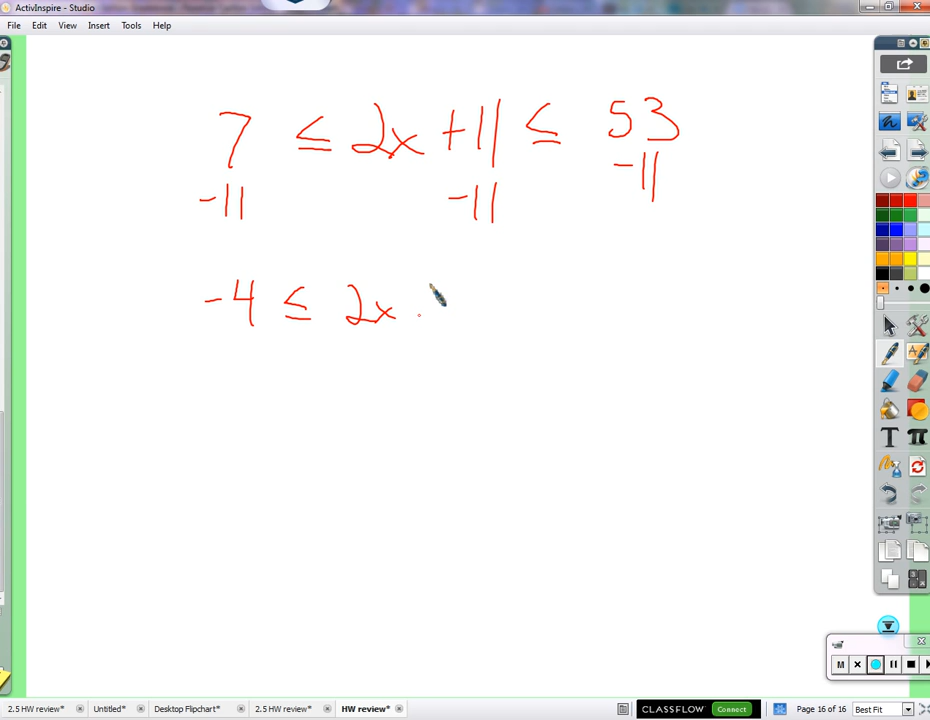 ActivInspire - Studio
File Edit View Insert Tools Help
7 ≤ 2x +11 ≤ 53
-11 -11 -11
-4 ≤ 2x .
M
2.5 HW review* Untitled* Desktop Flipchart* 2.5 HW review* HW review* CLASSFLOW Connect Page 16 of 16 Best Fit